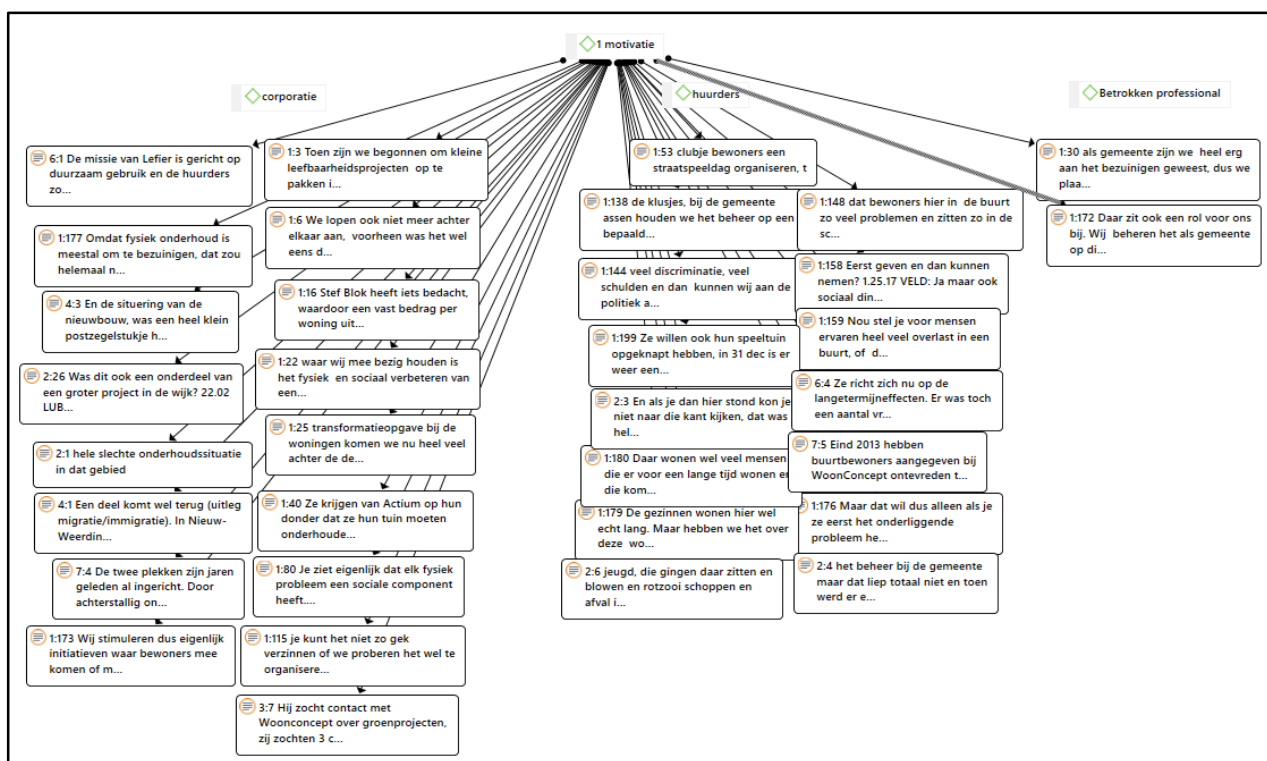 1 motivatie
corporatie
huurders
Betrokken professional
6:1 De missie van Lefier is gericht op
duurzaam gebruik en de huurders
zo...
1:177 Omdat fysiek onderhoud is
meestal om te bezuinigen, dat zou
helemaal n...
4:3 En de situering van de
nieuwbouw, was een heel klein
postzegelstukje h...
2:26 Was dit ook een onderdeel van
een groter project in de wijk? 22.02
LUB...
2:1 hele slechte onderhoudssituatie
in dat gebied
4:1 Een deel komt wel terug (uitleg
migratie/immigratie). In Nieuw-
Weerdin...
7:4 De twee plekken zijn jaren
geleden al ingericht. Door
achterstallig on...
1:173 Wij stimuleren dus eigenlijk
initiatieven waar bewoners mee
komen of m...
1:3 Toen zijn we begonnen om kleine
leefbaarheidsprojecten op te
pakken i...
1:6 We lopen ook niet meer achter
elkaar aan, voorheen was het wel
eens d...
1:16 Stef Blok heeft iets bedacht,
waardoor een vast bedrag per
woning uit...
1:22 waar wij mee bezig houden is
het fysiek en sociaal verbeteren van
een...
1:25 transformatieopgave bij de
woningen komen we nu heel veel
achter de de...
1:40 Ze krijgen van Actium op hun
donder dat ze hun tuin moeten
onderhoude...
1:80 Je ziet eigenlijk dat elk fysiek
probleem een sociale component
heeft....
1:115 je kunt het niet zo gek
verzinnen of we proberen het wel te
organisere...
3:7 Hij zocht contact met
Woonconcept over groenprojecten,
zij zochten 3 c...
1:53 clubje bewoners een
straatspeeldag organiseren, t
1:138 de klusjes, bij de gemeente
assen houden we het beheer op een
bepaald...
1:144 veel discriminatie, veel
schulden en dan kunnen wij aan de
politiek a...
1:199 Ze willen ook hun speeltuin
opgeknapt hebben, in 31 dec is er
weer een...
2:3 En als je dan hier stond kon je
niet naar die kant kijken, dat was
hel...
1:180 Daar wonen wel veel mensen
die er voor een lange tijd wonen en
die kom...
1:179 De gezinnen wonen hier wel
echt lang. Maar hebben we het over
deze wo...
2:6 jeugd, die gingen daar zitten en
blowen en rotzooi schoppen en
afval i...
1:148 dat bewoners hier in de buurt
zo veel problemen en zitten zo in de
sc...
1:158 Eerst geven en dan kunnen
nemen? 1.25.17 VELD: Ja maar ook
sociaal din...
1:159 Nou stel je voor mensen
ervaren heel veel overlast in een
buurt, of d...
6:4 Ze richt zich nu op de
langetermijneffecten. Er was toch
een aantal vr...
7:5 Eind 2013 hebben
buurtbewoners aangegeven bij
WoonConcept ontevreden t...
1:176 Maar dat wil dus alleen als je
ze eerst het onderliggende
probleem he...
2:4 het beheer bij de gemeente
maar dat liep totaal niet en toen
werd er e...
1:30 als gemeente zijn we heel erg
aan het bezuinigen geweest, dus we
plaa...
1:172 Daar zit ook een rol voor ons
bij. Wij beheren het als gemeente
op di...